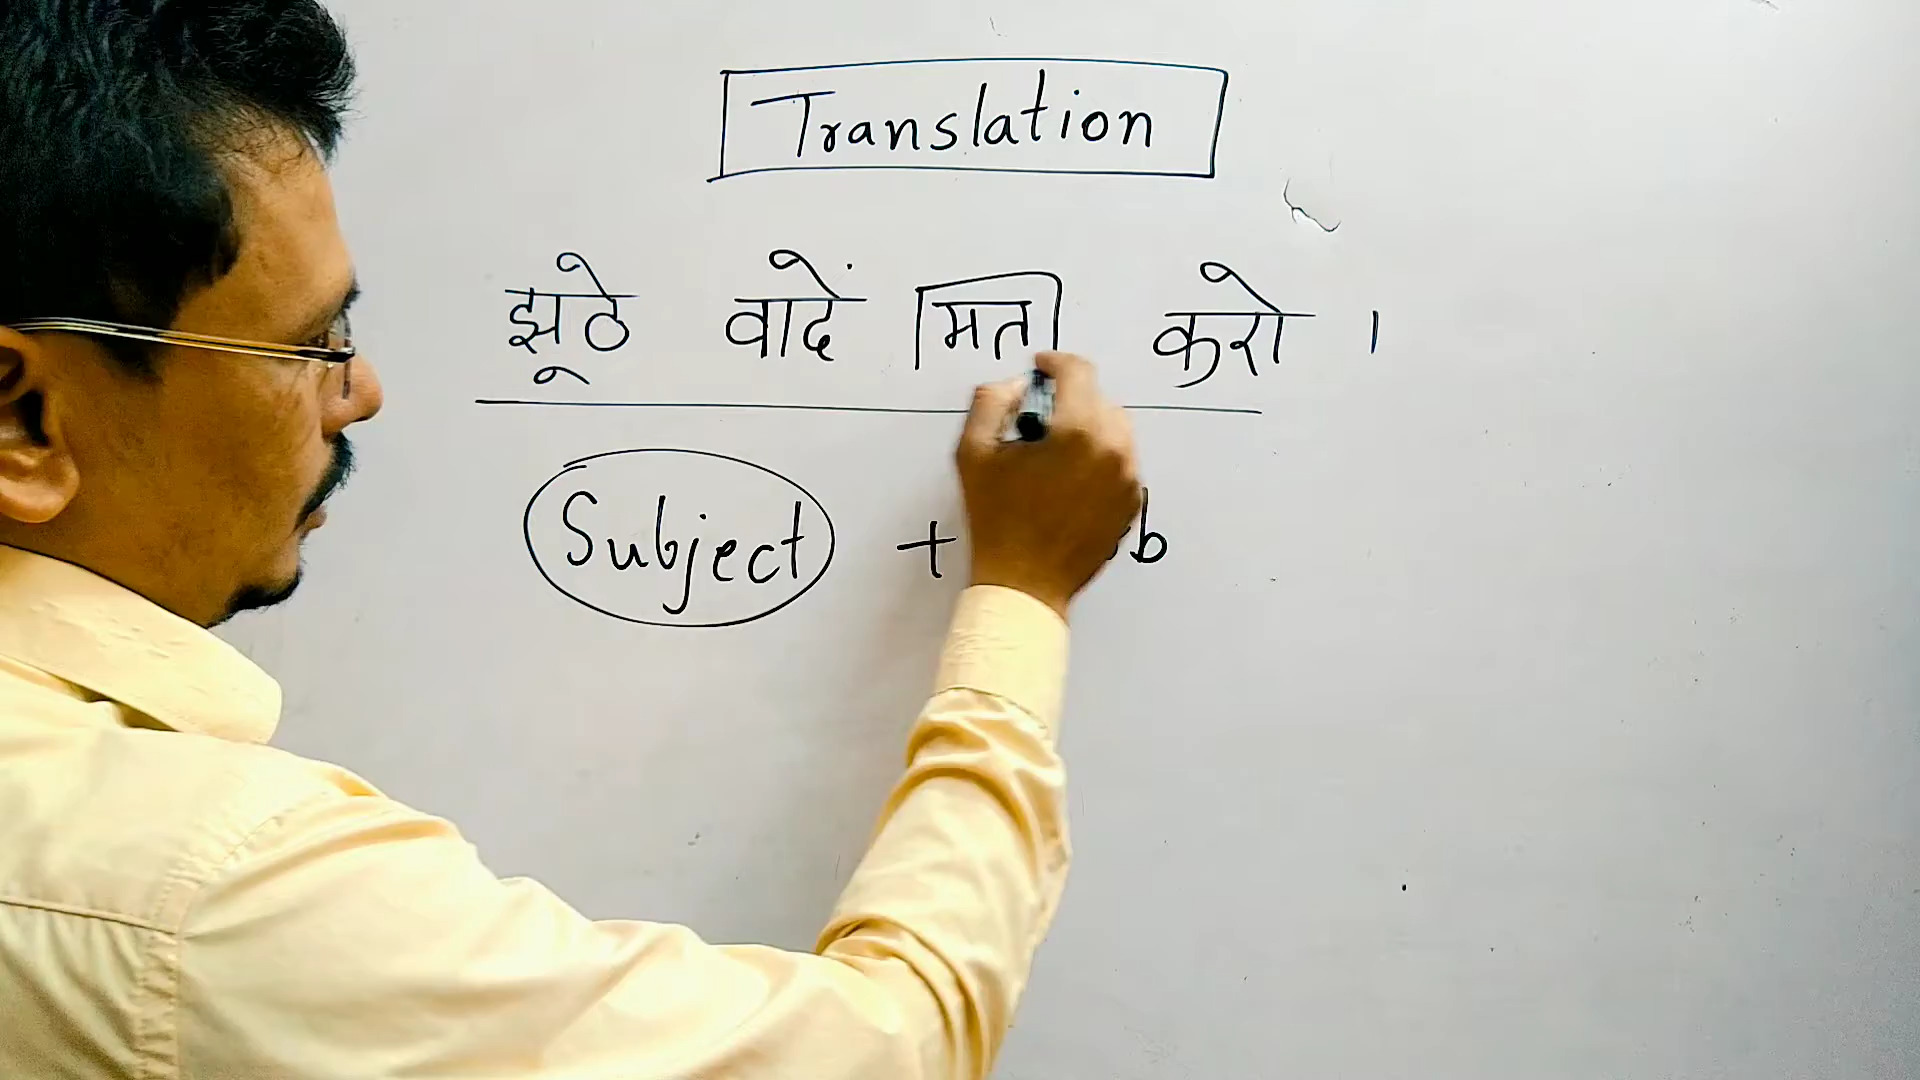 Translation
झूठे वादें मत करो ।
Subject +